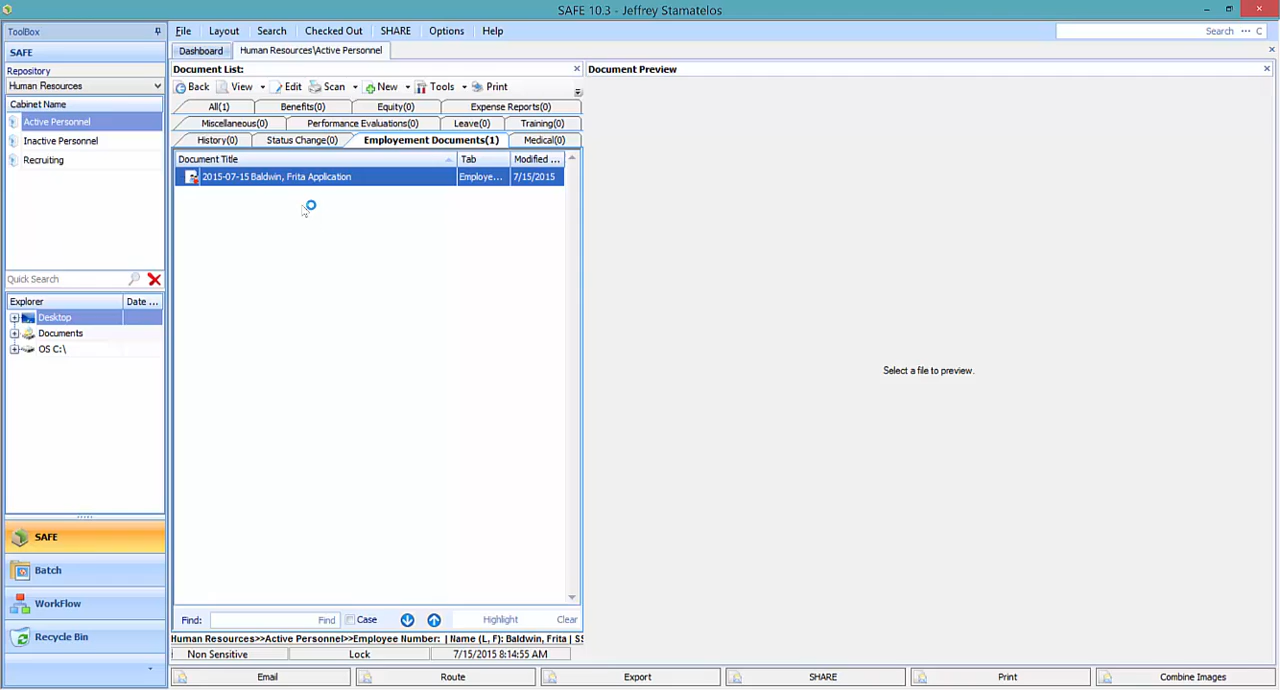 SAFE 10.3 - Jeffrey Stamatelos
ToolBox
File Layout Search Checked Out SHARE Options Help
Search ··· C
SAFE
Dashboard Human Resources\Active Personnel
Repository
Human Resources
Document List:
Document Preview
Back View Edit Scan New Tools Print
Cabinet Name
Active Personnel
Inactive Personnel
Recruiting
All(1) Benefits(0) Equity(0) Expense Reports(0)
Miscellaneous(0) Performance Evaluations(0) Leave(0) Training(0)
History(0) Status Change(0) Employement Documents(1) Medical(0)
Document Title Tab Modified ...
2015-07-15 Baldwin, Frita Application Employe... 7/15/2015
Quick Search
Explorer Date ...
Desktop
Documents
OS C:\
Select a file to preview.
SAFE
Batch
WorkFlow
Recycle Bin
Find: Find Case Highlight Clear
Human Resources>>Active Personnel>>Employee Number: | Name (L, F): Baldwin, Frita | SS
Non Sensitive Lock 7/15/2015 8:14:55 AM
Email Route Export SHARE Print Combine Images